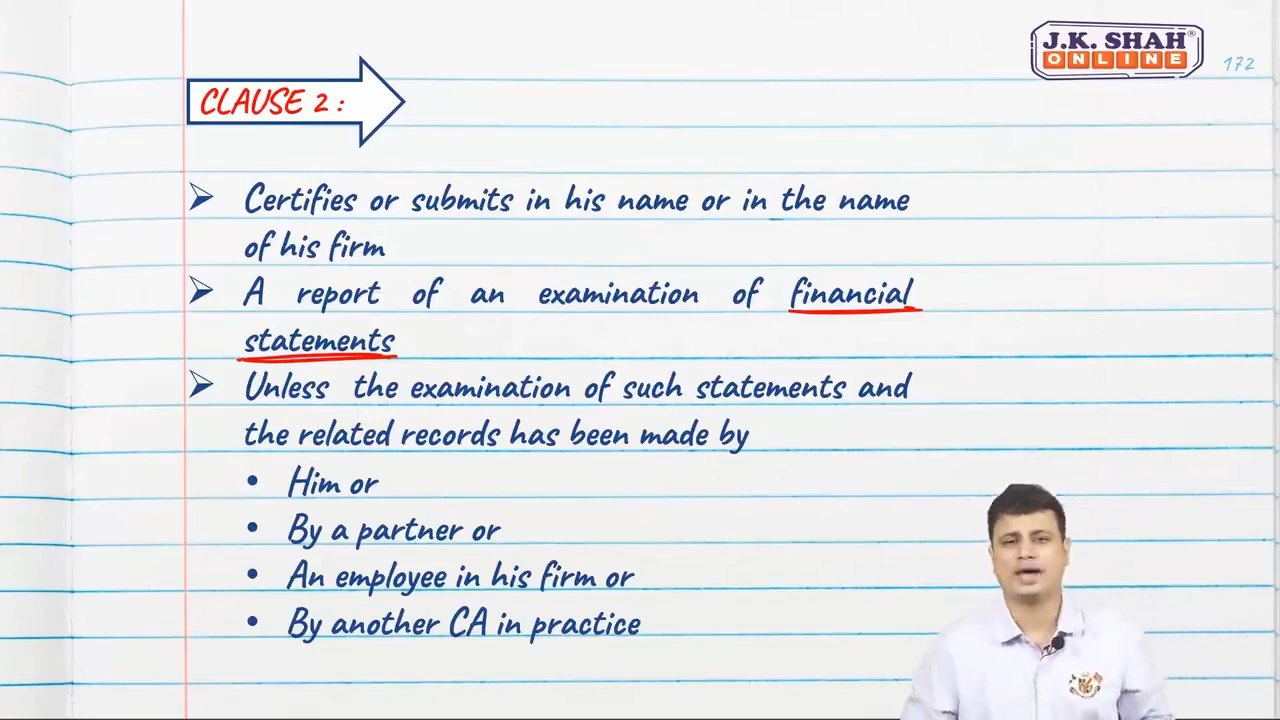 J.K. SHAH®
ONLINE
172
CLAUSE 2 :
Certifies or submits in his name or in the name
of his firm
A report of an examination of financial
statements
Unless the examination of such statements and
the related records has been made by
Him or
By a partner or
An employee in his firm or
By another CA in practice